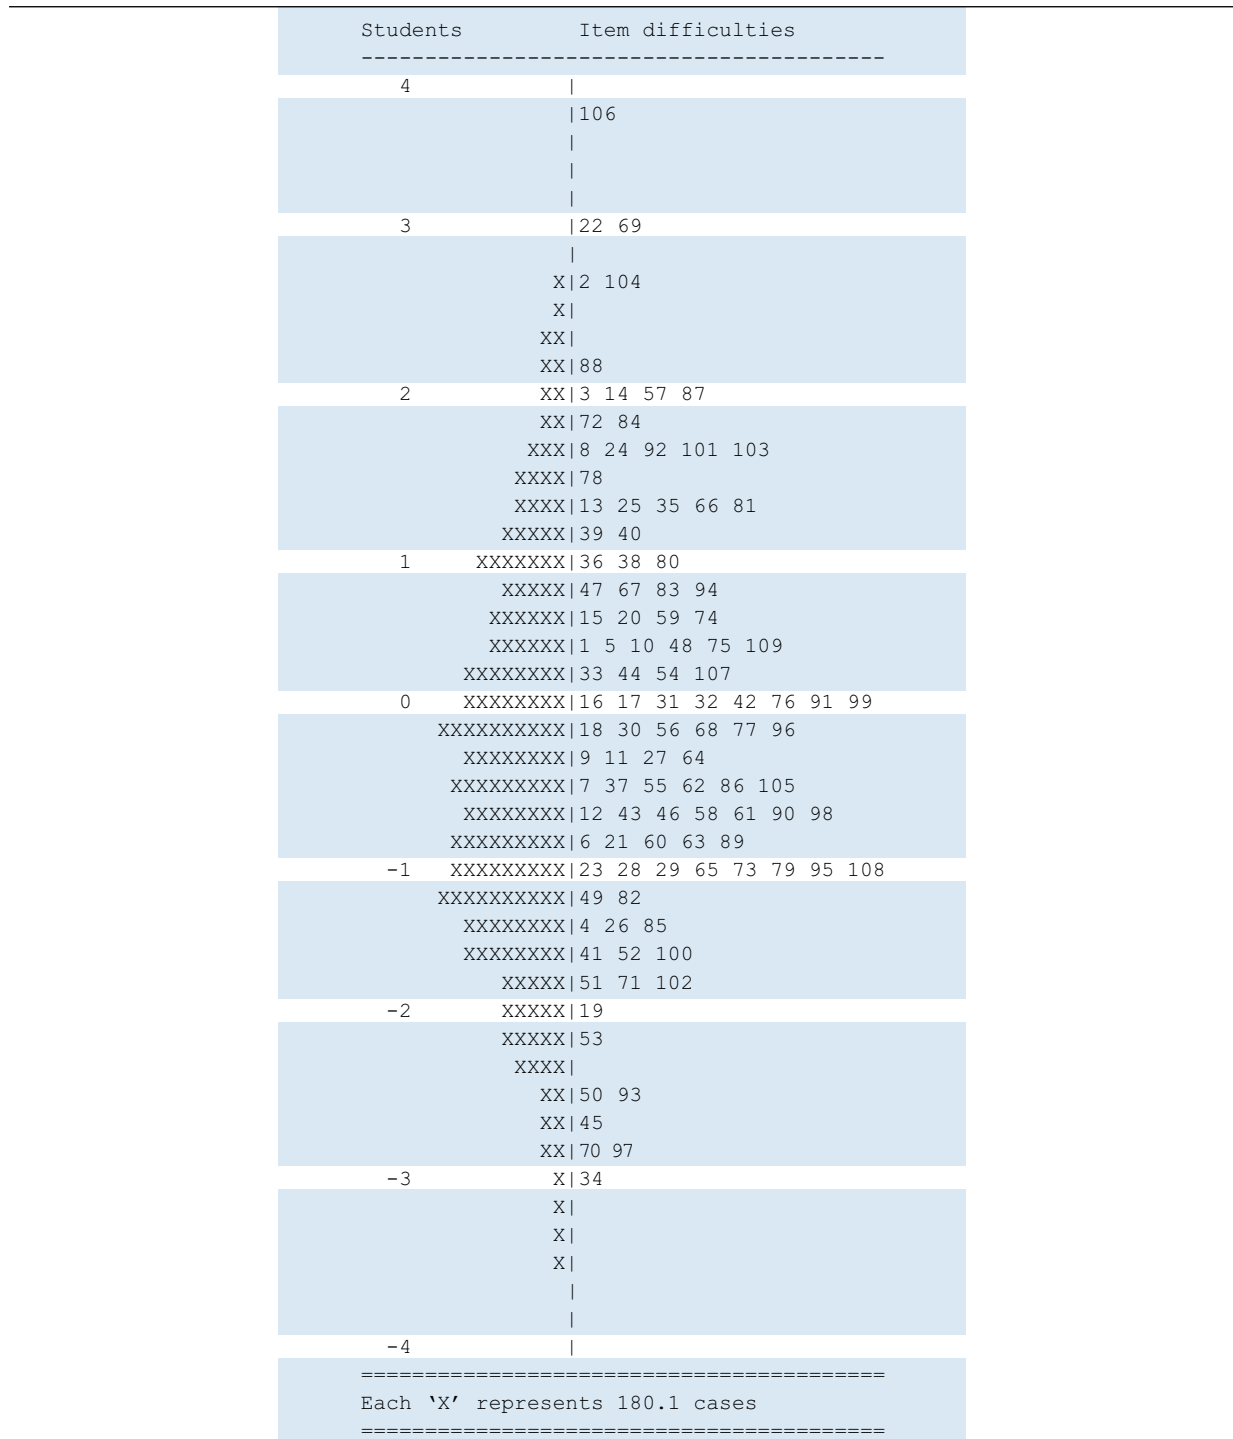 Students         Item difficulties
-----------------------------------------
   4            |
                |106
                |
                |
                |
   3            |22 69
                |
               X|2 104
               X|
              XX|
              XX|88
   2          XX|3 14 57 87
              XX|72 84
             XXX|8 24 92 101 103
            XXXX|78
            XXXX|13 25 35 66 81
           XXXXX|39 40
   1     XXXXXXX|36 38 80
           XXXXX|47 67 83 94
          XXXXXX|15 20 59 74
          XXXXXX|1 5 10 48 75 109
        XXXXXXXX|33 44 54 107
   0    XXXXXXXX|16 17 31 32 42 76 91 99
      XXXXXXXXXX|18 30 56 68 77 96
        XXXXXXXX|9 11 27 64
       XXXXXXXXX|7 37 55 62 86 105
        XXXXXXXX|12 43 46 58 61 90 98
       XXXXXXXXX|6 21 60 63 89
  -1   XXXXXXXXX|23 28 29 65 73 79 95 108
      XXXXXXXXXX|49 82
        XXXXXXXX|4 26 85
        XXXXXXXX|41 52 100
           XXXXX|51 71 102
  -2       XXXXX|19
           XXXXX|53
            XXXX|
              XX|50 93
              XX|45
              XX|70 97
  -3           X|34
               X|
               X|
               X|
                |
                |
  -4            |
=========================================
Each ‘X’ represents 180.1 cases
=========================================